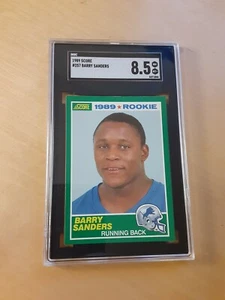 1989 SCORE
#257 BARRY SANDERS
8.5
SCORE
1989 ★ ROOKIE
BARRY
SANDERS
RUNNING BACK